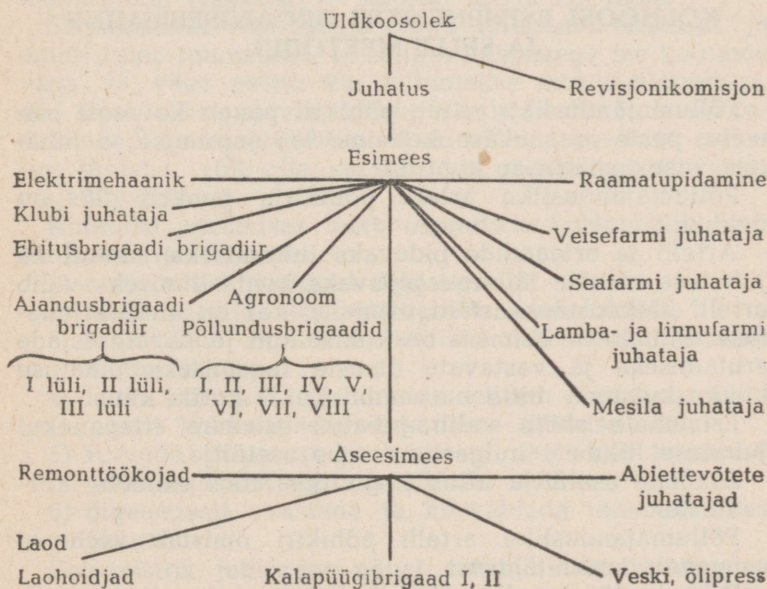 Üldkoosolek
Juhatus
Revisjonikomisjon
Esimees
Elektrimehaanik
Raamatupidamine
Klubi juhataja
Veisefarmi juhataja
Ehitusbrigaadi brigadiir
Seafarmi juhataja
Aiandusbrigaadi
brigadiir
Agronoom
Põllundusbrigaadid
Lamba- ja linnufarmi
juhataja
I lüli, II lüli,
III lüli
I, II, III, IV, V,
VI, VII, VIII
Mesila juhataja
Aseesimees
Remonttöökojad
Abiettevõtete
juhatajad
Laod
Laohoidjad
Kalapüügibrigaad I, II
Veski, õlipress